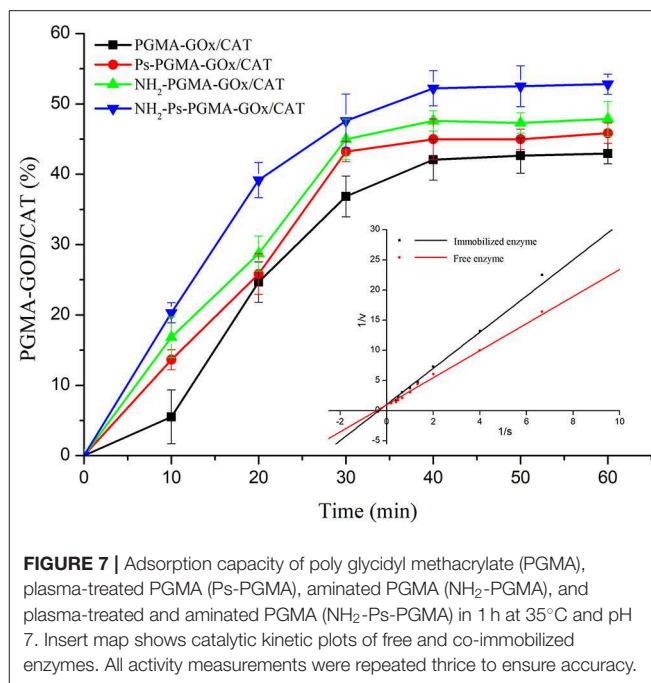 PGMA-GOx/CAT
Ps-PGMA-GOx/CAT
NH₂-PGMA-GOx/CAT
NH₂-Ps-PGMA-GOx/CAT
PGMA-GOD/CAT (%)
60
50
40
30
20
10
0
0 10 20 30 40 50 60
Time (min)
Immobilized enzyme
Free enzyme
1/v
30
25
20
15
10
5
0
-5
-2 0 2 4 6 8 10
1/s
FIGURE 7 | Adsorption capacity of poly glycidyl methacrylate (PGMA),
plasma-treated PGMA (Ps-PGMA), aminated PGMA (NH₂-PGMA), and
plasma-treated and aminated PGMA (NH₂-Ps-PGMA) in 1 h at 35°C and pH
7. Insert map shows catalytic kinetic plots of free and co-immobilized
enzymes. All activity measurements were repeated thrice to ensure accuracy.